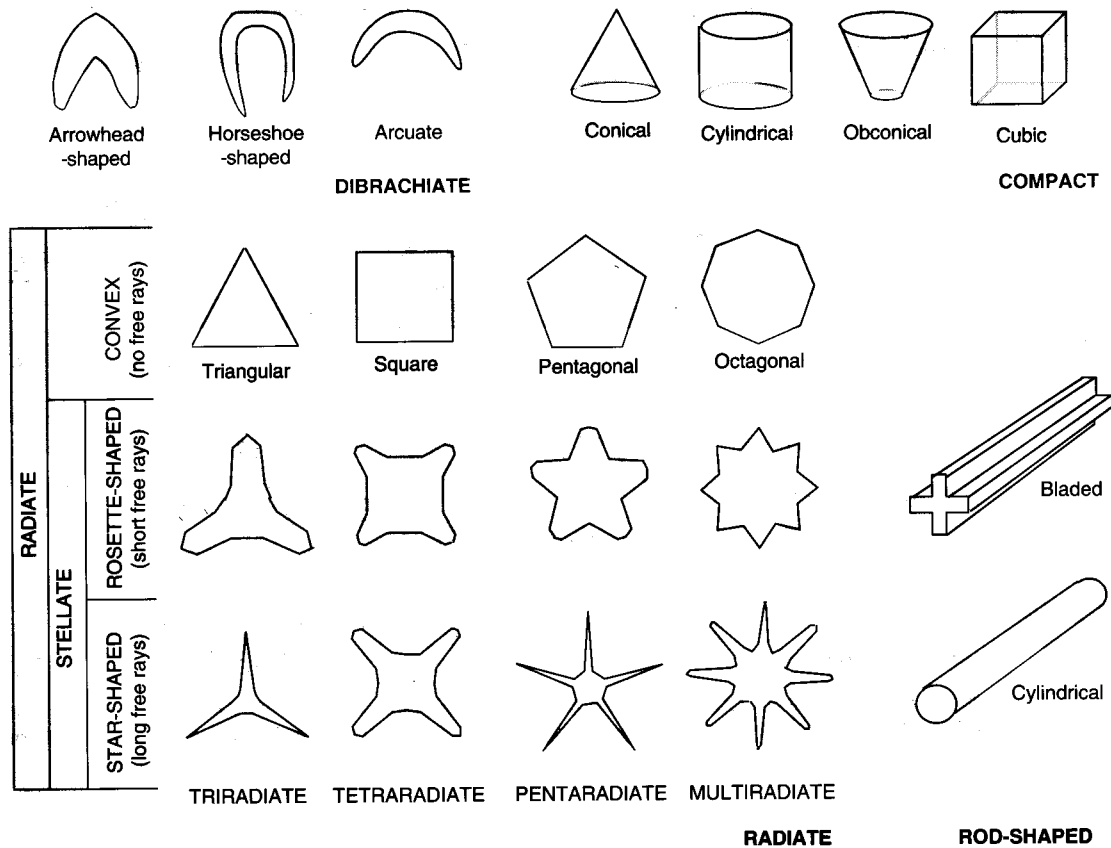 Arrowhead
-shaped
Horseshoe
-shaped
Arcuate
DIBRACHIATE
Conical
Cylindrical
Obconical
Cubic
COMPACT
RADIATE
CONVEX
(no free rays)
Triangular
Square
Pentagonal
Octagonal
STELLATE
ROSETTE-SHAPED
(short free rays)
Bladed
STAR-SHAPED
(long free rays)
Cylindrical
TRIRADIATE
TETRARADIATE
PENTARADIATE
MULTIRADIATE
RADIATE
ROD-SHAPED